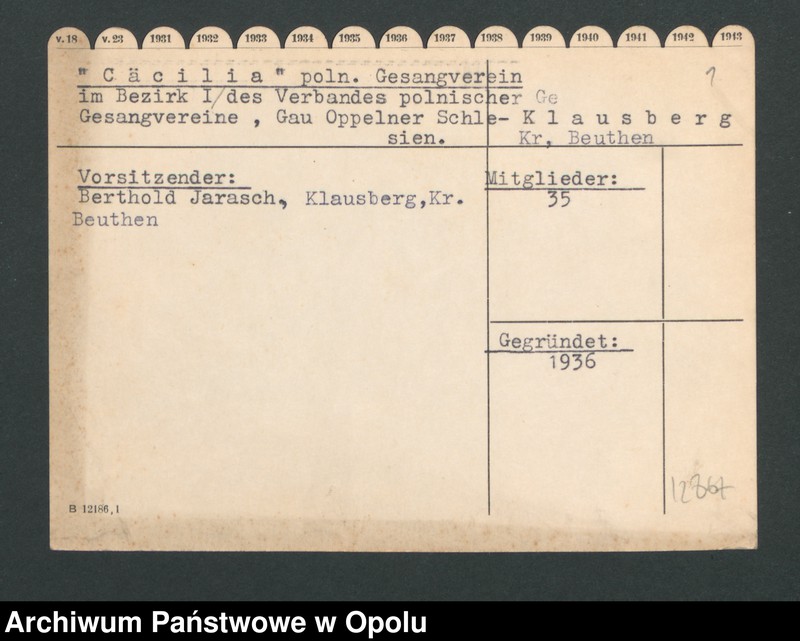 v. 18 v. 23 1931 1932 1933 1934 1935 1936 1937 1938 1939 1940 1941 1942 1943
" C ä c i l i a " poln. Gesangverein
im Bezirk I/des Verbandes polnischer Ge
Gesangvereine , Gau Oppelner Schle- K l a u s b e r g
sien. Kr, Beuthen
1
Vorsitzender:
Berthold Jarasch, Klausberg,Kr.
Beuthen
Mitglieder:
35
Gegründet:
1936
B 12186,1
Archiwum Państwowe w Opolu